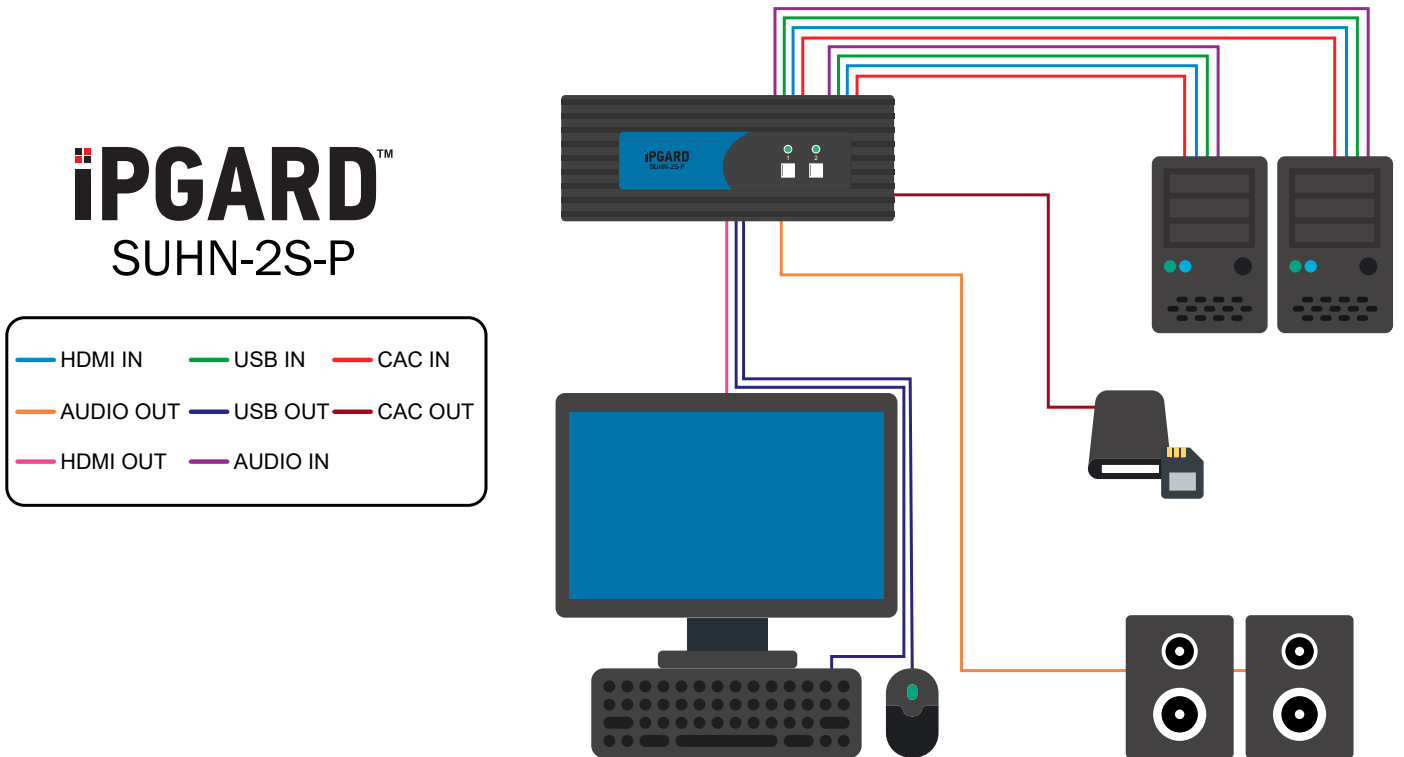 iPGARD™
SUHN-2S-P
HDMI IN USB IN CAC IN
AUDIO OUT USB OUT CAC OUT
HDMI OUT AUDIO IN
iPGARD
SUHN-2S-P
1 2